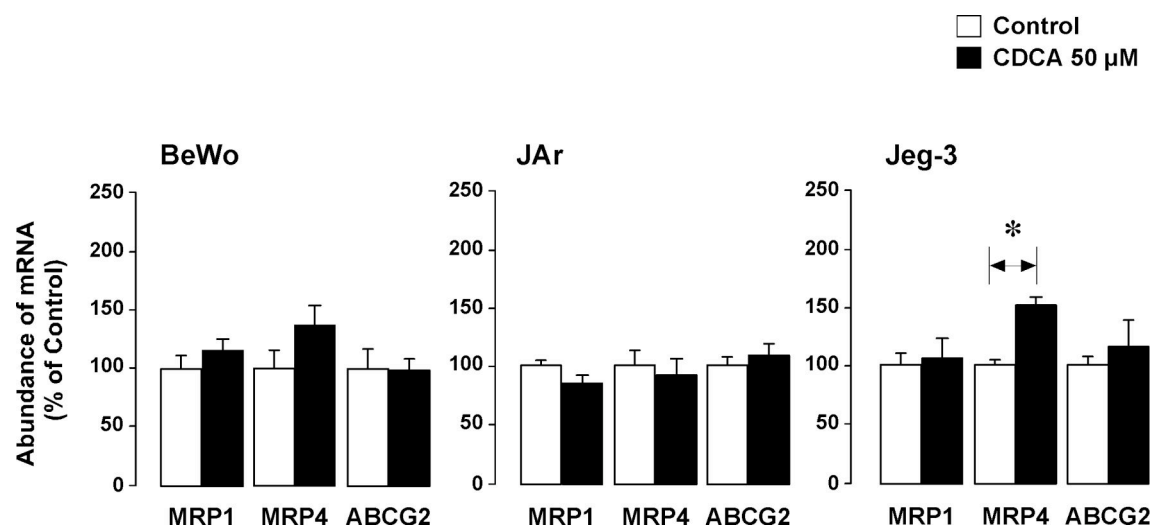 Control
CDCA 50 µM
BeWo
JAr
Jeg-3
Abundance of mRNA
(% of Control)
250
200
150
100
50
0
MRP1 MRP4 ABCG2
250
200
150
100
50
0
MRP1 MRP4 ABCG2
250
200
150
100
50
0
*
MRP1 MRP4 ABCG2